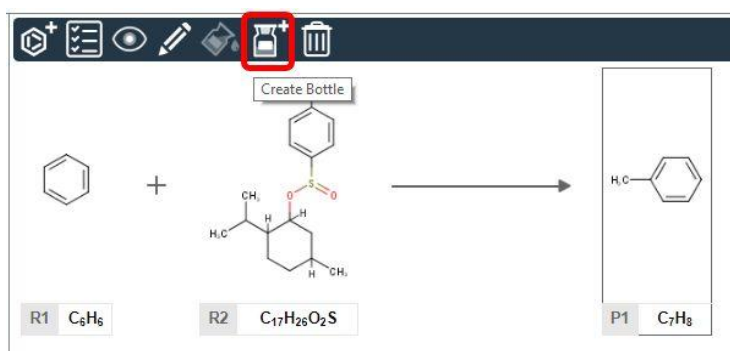 Create Bottle
CH₃
H₃C
H
H
O
S
O
H
CH₃
+
H₃C
R1 C₆H₆
R2 C₁₇H₂₆O₂S
P1 C₇H₈